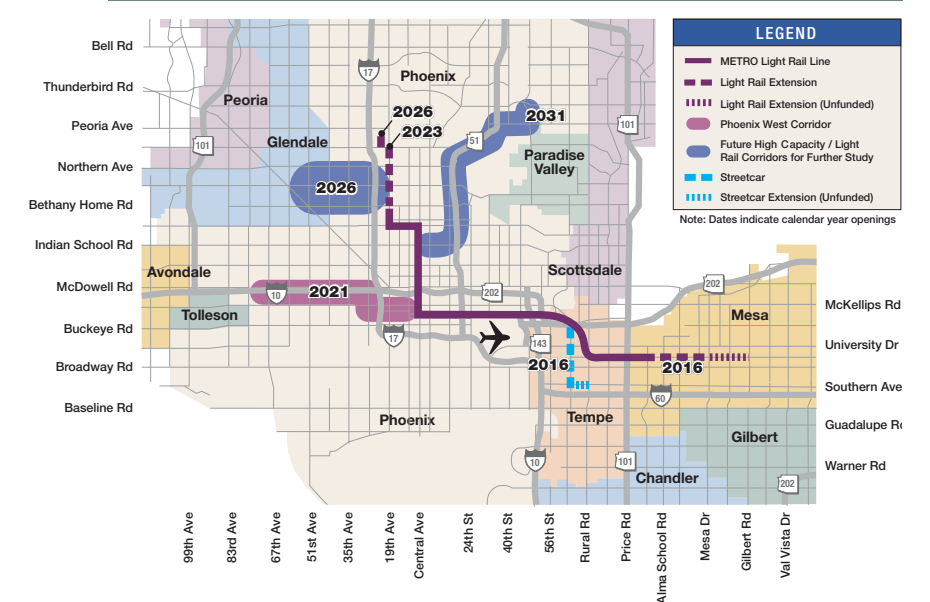 LEGEND
METRO Light Rail Line
Light Rail Extension
Light Rail Extension (Unfunded)
Phoenix West Corridor
Future High Capacity / Light
Rail Corridors for Further Study
Streetcar
Streetcar Extension (Unfunded)
Note: Dates indicate calendar year openings
Bell Rd
Thunderbird Rd
Peoria Ave
Northern Ave
Bethany Home Rd
Indian School Rd
McDowell Rd
Buckeye Rd
Broadway Rd
Baseline Rd
17
Phoenix
Peoria
2026
2031
2023
101
51
101
Glendale
Paradise
Valley
2026
Avondale
Scottsdale
10
2021
202
202
Tolleson
Mesa
17
143
2016
2016
60
Phoenix
Tempe
Gilbert
10
101
Chandler
202
McKellips Rd
University Dr
Southern Ave
Guadalupe R
Warner Rd
99th Ave
83rd Ave
67th Ave
51st Ave
35th Ave
19th Ave
Central Ave
24th St
40th St
56th St
Rural Rd
Price Rd
Alma School Rd
Mesa Dr
Gilbert Rd
Val Vista Dr